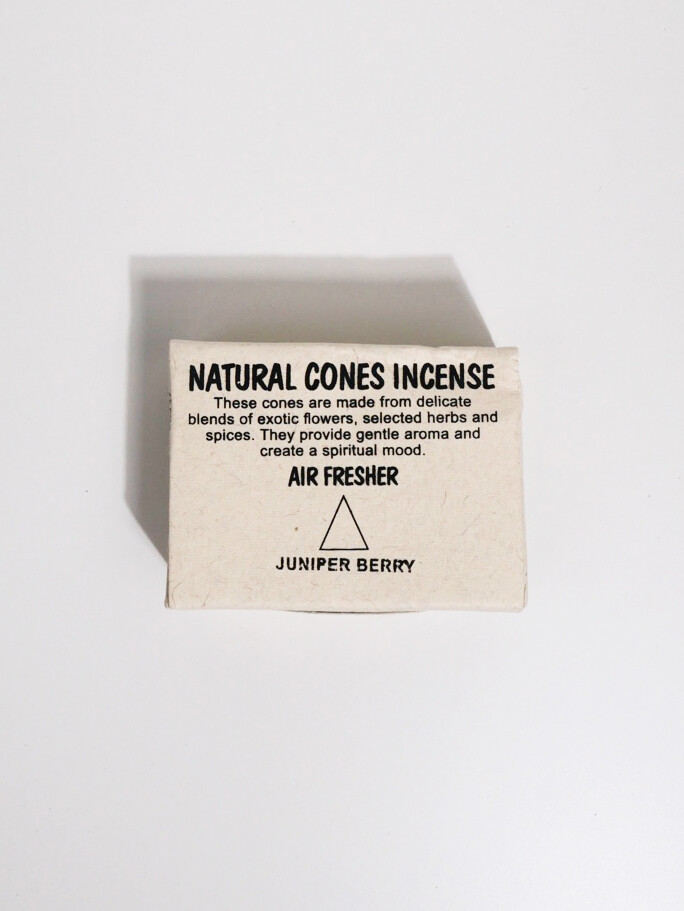 NATURAL CONES INCENSE
These cones are made from delicate
blends of exotic flowers, selected herbs and
spices. They provide gentle aroma and
create a spiritual mood.
AIR FRESHER
JUNIPER BERRY